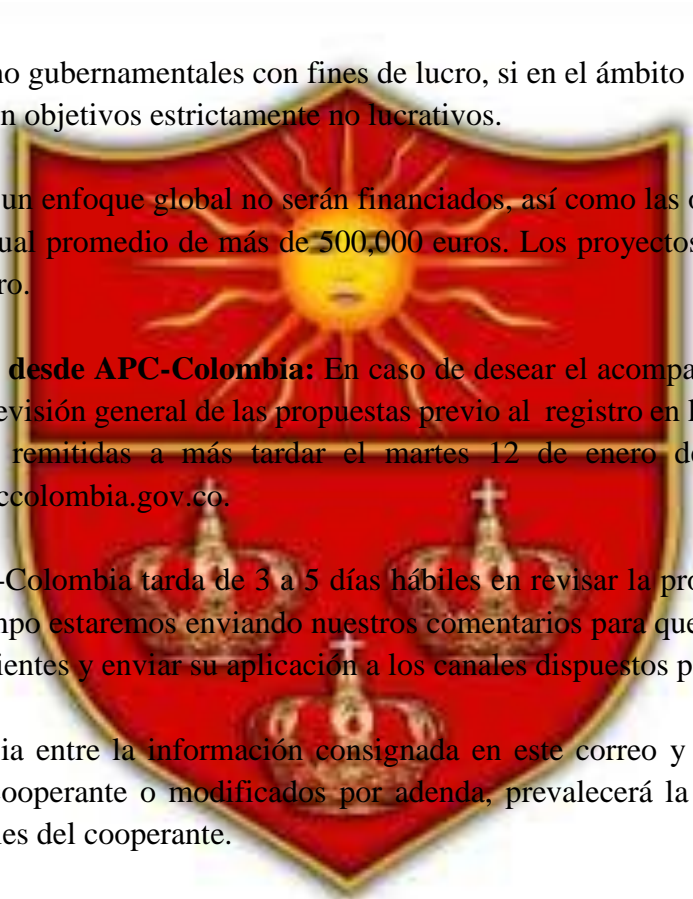 no gubernamentales con fines de lucro, si en el ámbito
n objetivos estrictamente no lucrativos.
un enfoque global no serán financiados, así como las
ual promedio de más de 500,000 euros. Los proyectos
ro.
desde APC-Colombia: En caso de desear el acompa
evisión general de las propuestas previo al registro en l
remitidas a más tardar el martes 12 de enero de
ccolombia.gov.co.
-Colombia tarda de 3 a 5 días hábiles en revisar la pro
mpo estaremos enviando nuestros comentarios para que
ientes y enviar su aplicación a los canales dispuestos p
ia entre la información consignada en este correo y
cooperante o modificados por adenda, prevalecerá la
les del cooperante.